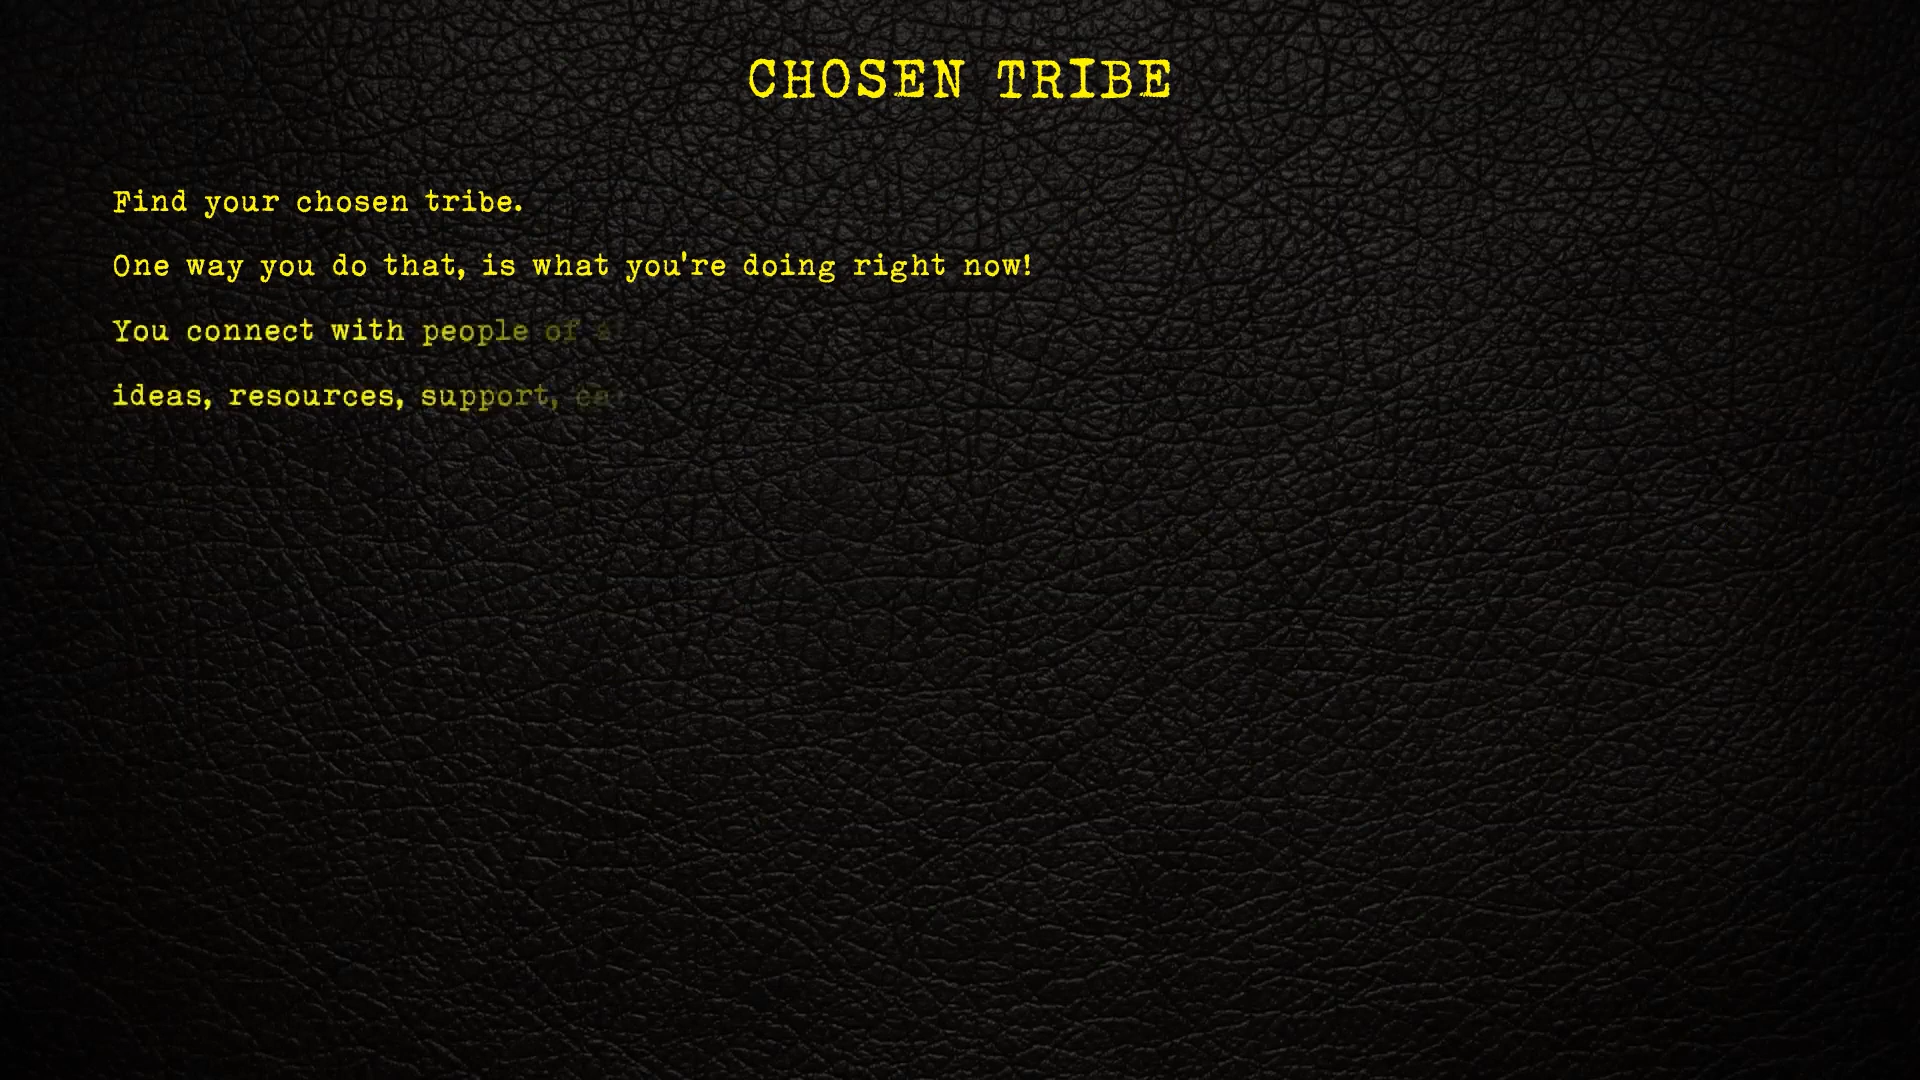 CHOSEN TRIBE
Find your chosen tribe.
One way you do that, is what you're doing right now!
You connect with people of
ideas, resources, support,